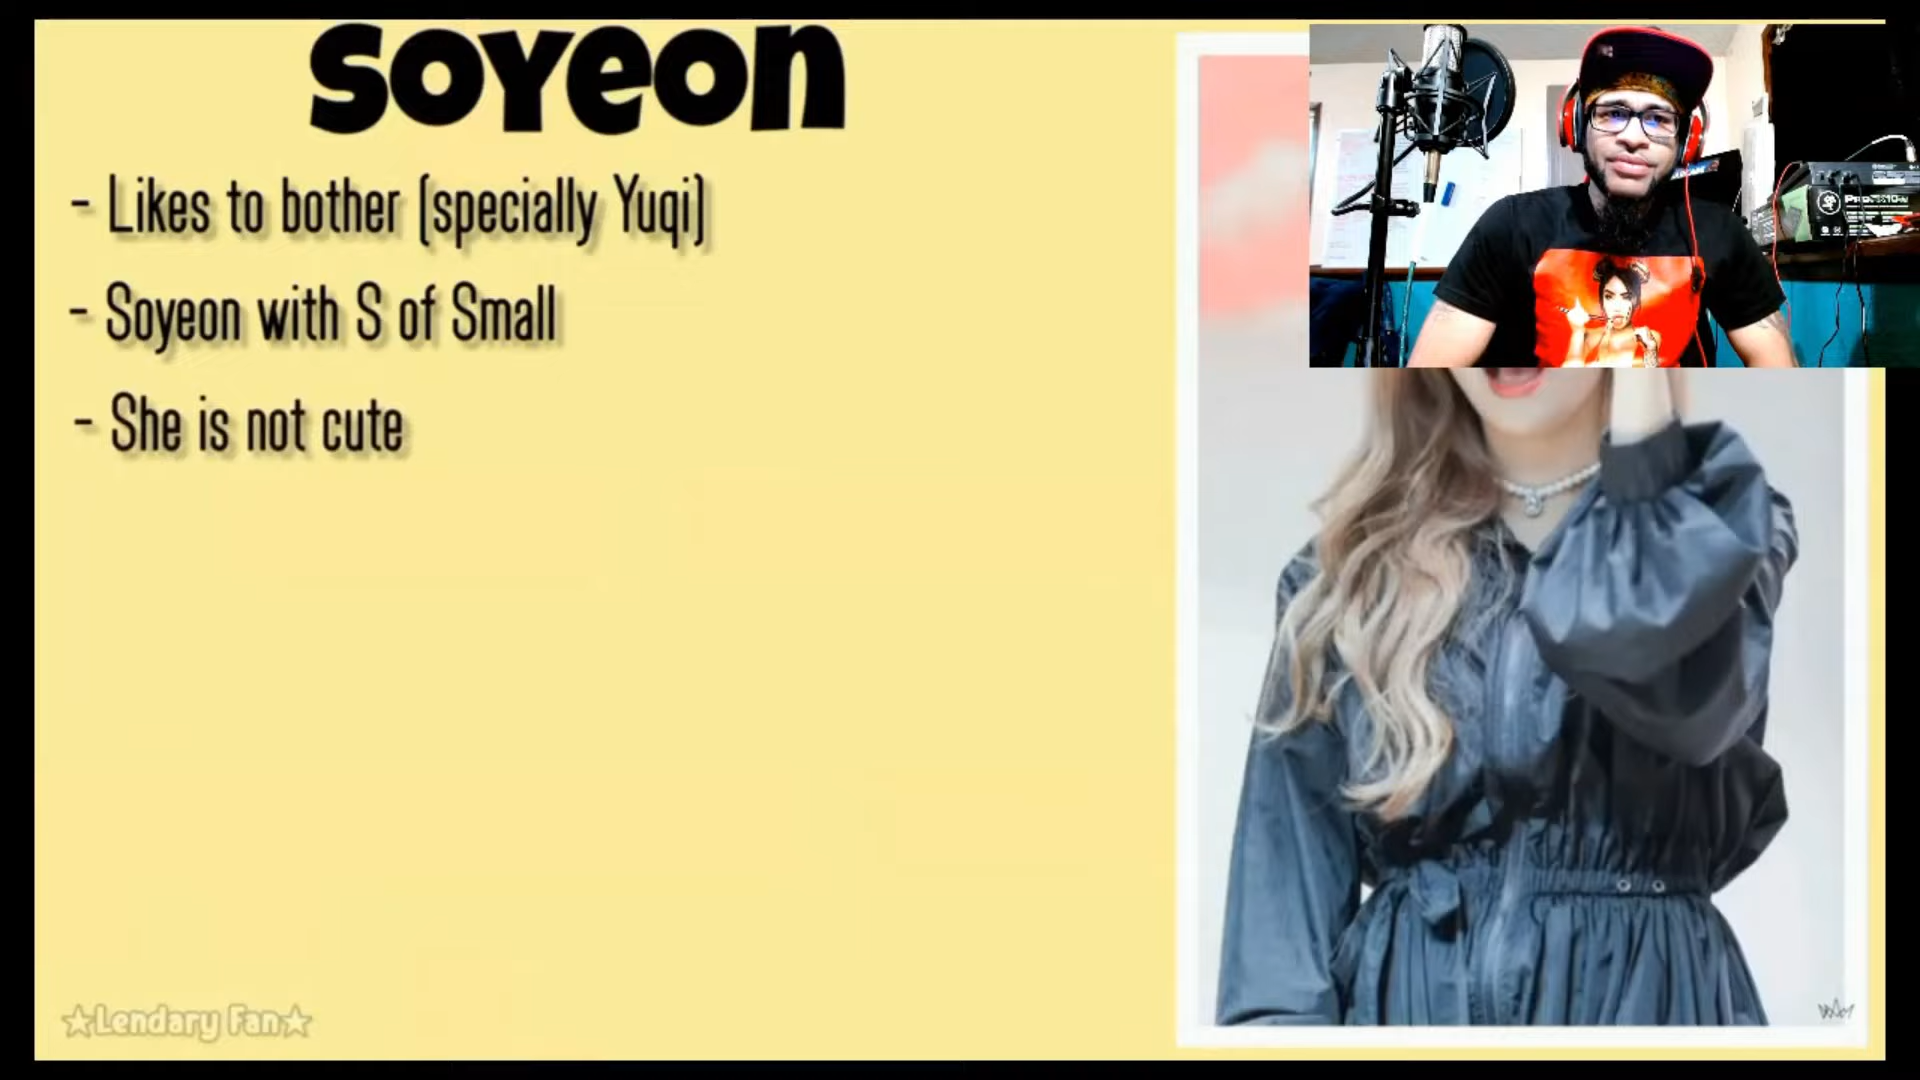 SOYEON
- Likes to bother (specially Yuqi)
- Soyeon with S of Small
- She is not cute
☆Lendary Fan☆